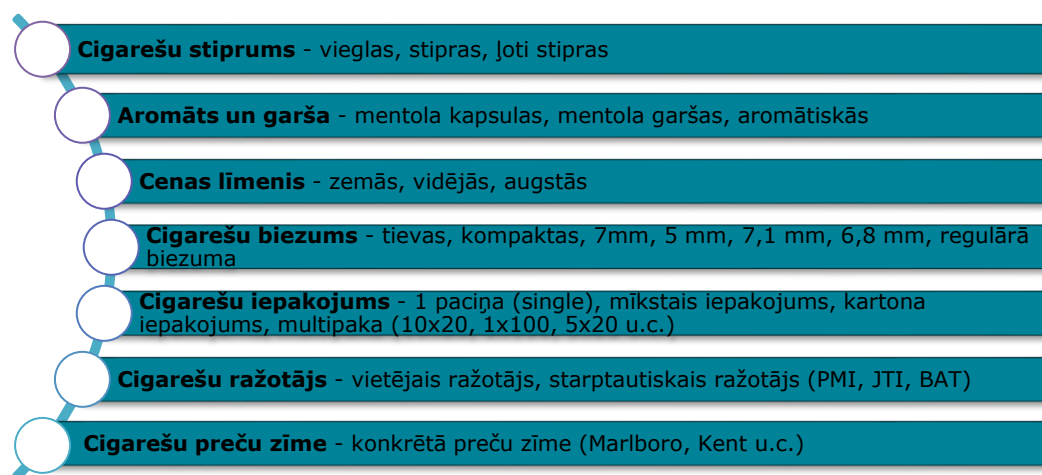 Cigarešu stiprums - vieglas, stipras, ļoti stipras
Aromāts un garša - mentola kapsulas, mentola garšas, aromātiskās
Cenas līmenis - zemās, vidējās, augstās
Cigarešu biezums - tievas, kompaktas, 7mm, 5 mm, 7,1 mm, 6,8 mm, regulārā
biezuma
Cigarešu iepakojums - 1 paciņa (single), mīkstais iepakojums, kartona
iepakojums, multipaka (10x20, 1x100, 5x20 u.c.)
Cigarešu ražotājs - vietējais ražotājs, starptautiskais ražotājs (PMI, JTI, BAT)
Cigarešu preču zīme - konkrētā preču zīme (Marlboro, Kent u.c.)